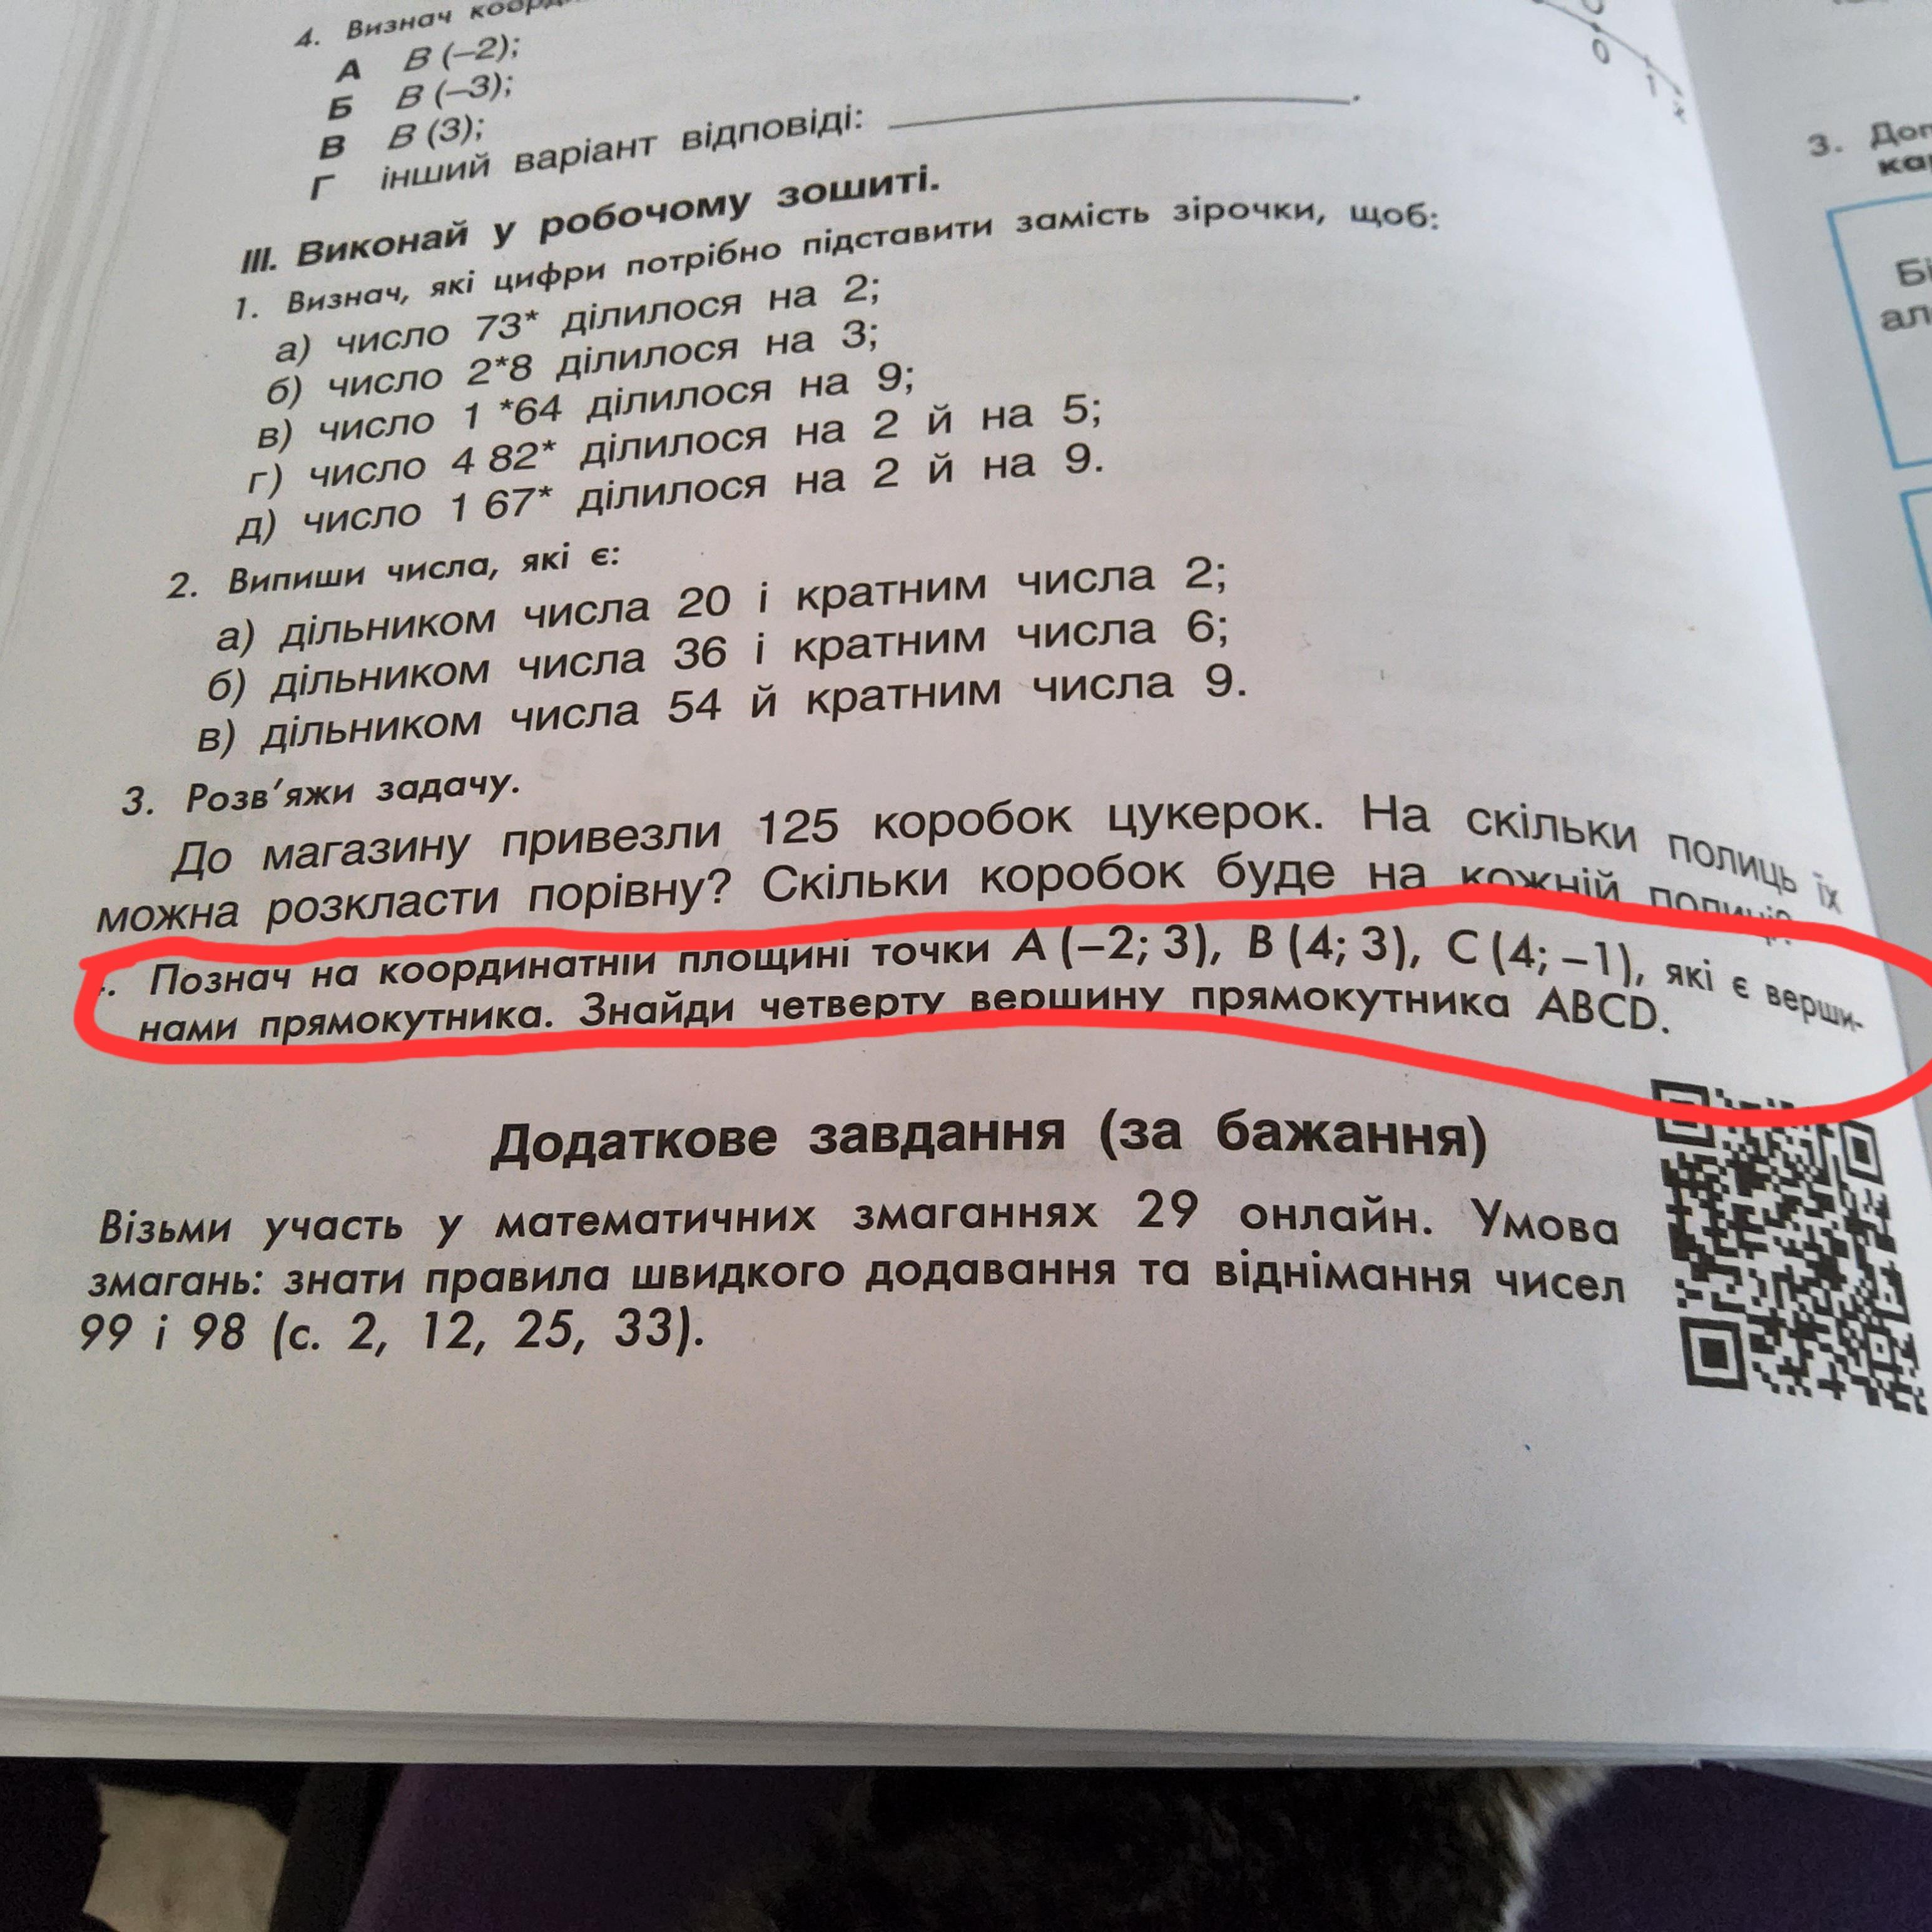 4. Визнач
А В (–2);
Б В (–3);
В В (3);
Г інший варіант відповіді:
III. Виконай у робочому зошиті.
1. Визнач, які цифри потрібно підставити замість зірочки, щоб:
а) число 73* ділилося на 2;
б) число 2*8 ділилося на 3;
в) число 1 *64 ділилося на 9;
г) число 4 82* ділилося на 2 й на 5;
д) число 1 67* ділилося на 2 й на 9.
2. Випиши числа, які є:
а) дільником числа 20 і кратним числа 2;
б) дільником числа 36 і кратним числа 6;
в) дільником числа 54 й кратним числа 9.
3. Розв'яжи задачу.
До магазину привезли 125 коробок цукерок. На скільки полиць їх
можна розкласти порівну? Скільки коробок буде на кожній
Познач на координатній площині точки A (–2; 3), B (4; 3), C (4; –1), які є верши-
нами прямокутника. Знайди четверту вершину прямокутника ABCD.
Додаткове завдання (за бажання)
Візьми участь у математичних змаганнях 29 онлайн. Умова
змагань: знати правила швидкого додавання та віднімання чисел
99 і 98 (с. 2, 12, 25, 33).
0
1
x
3.